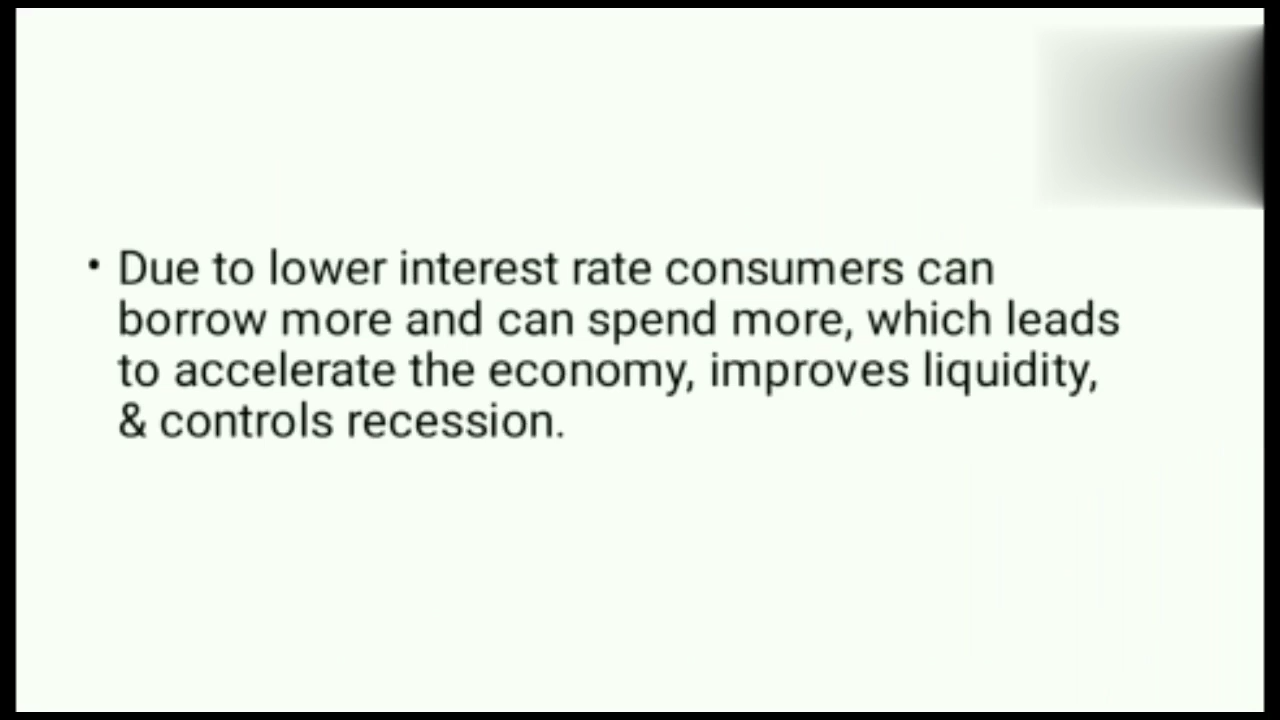 • Due to lower interest rate consumers can
borrow more and can spend more, which leads
to accelerate the economy, improves liquidity,
& controls recession.